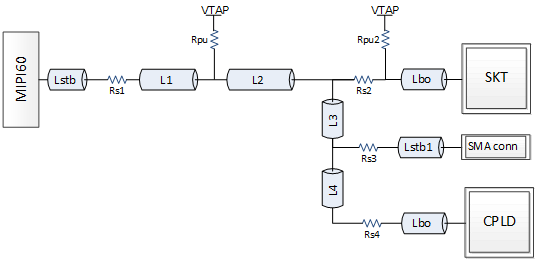 VTAP
VTAP
Rpu
Rpu2
MIPI60
Lstb
Rs1
L1
L2
Rs2
Lbo
SKT
L3
Rs3
Lstb1
SMA conn
L4
Rs4
Lbo
CPLD